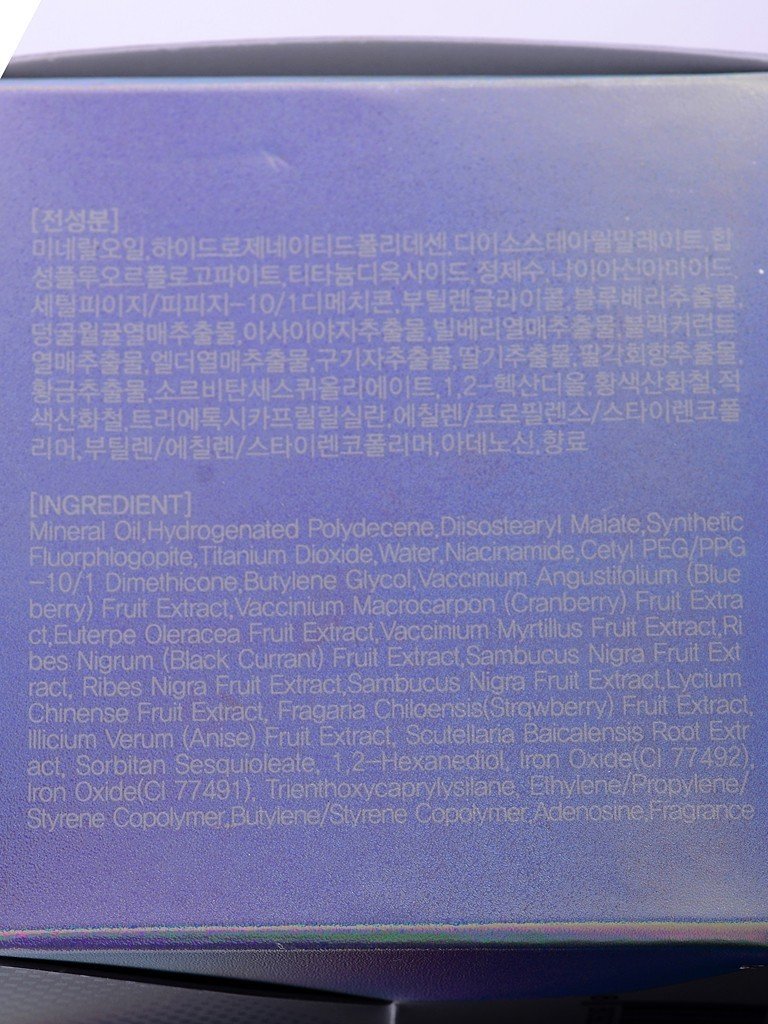 [전성분]
미네랄오일,하이드로제네이티드폴리데센,디이소스테아릴말레이트,합
성플루오르플로고파이트,티타늄디옥사이드,정제수,나이아신아마이드,
세틸피이지/피피지-10/1디메치콘,부틸렌글라이콜,블루베리추출물,
덩굴월귤열매추출물,아사이야자추출물,빌베리열매추출물,블랙커런트
열매추출물,엘더열매추출물,구기자추출물,딸기추출물,팔각회향추출물,
황금추출물,소르비탄세스퀴올리에이트,1,2-헥산디올,황색산화철,적
색산화철,트리에톡시카프릴릴실란,에칠렌/프로필렌스/스타이렌코폴
리머,부틸렌/에칠렌/스타이렌코폴리머,아데노신,향료
[INGREDIENT]
Mineral Oil,Hydrogenated Polydecene,Diisostearyl Malate,Synthetic
Fluorphlogopite,Titanium Dioxide,Water,Niacinamide,Cetyl PEG/PPG
-10/1 Dimethicone,Butylene Glycol,Vaccinium Angustifolium (Blue
berry) Fruit Extract,Vaccinium Macrocarpon (Cranberry) Fruit Extra
ct,Euterpe Oleracea Fruit Extract,Vaccinium Myrtillus Fruit Extract,Ri
bes Nigrum (Black Currant) Fruit Extract,Sambucus Nigra Fruit Ext
ract, Ribes Nigra Fruit Extract,Sambucus Nigra Fruit Extract,Lycium
Chinense Fruit Extract, Fragaria Chiloensis(Strqwberry) Fruit Extract,
Illicium Verum (Anise) Fruit Extract, Scutellaria Baicalensis Root Extr
act, Sorbitan Sesquioleate, 1,2-Hexanediol, Iron Oxide(CI 77492),
Iron Oxide(CI 77491), Trienthoxycaprylysilane, Ethylene/Propylene/
Styrene Copolymer,Butylene/Styrene Copolymer,Adenosine,Fragrance